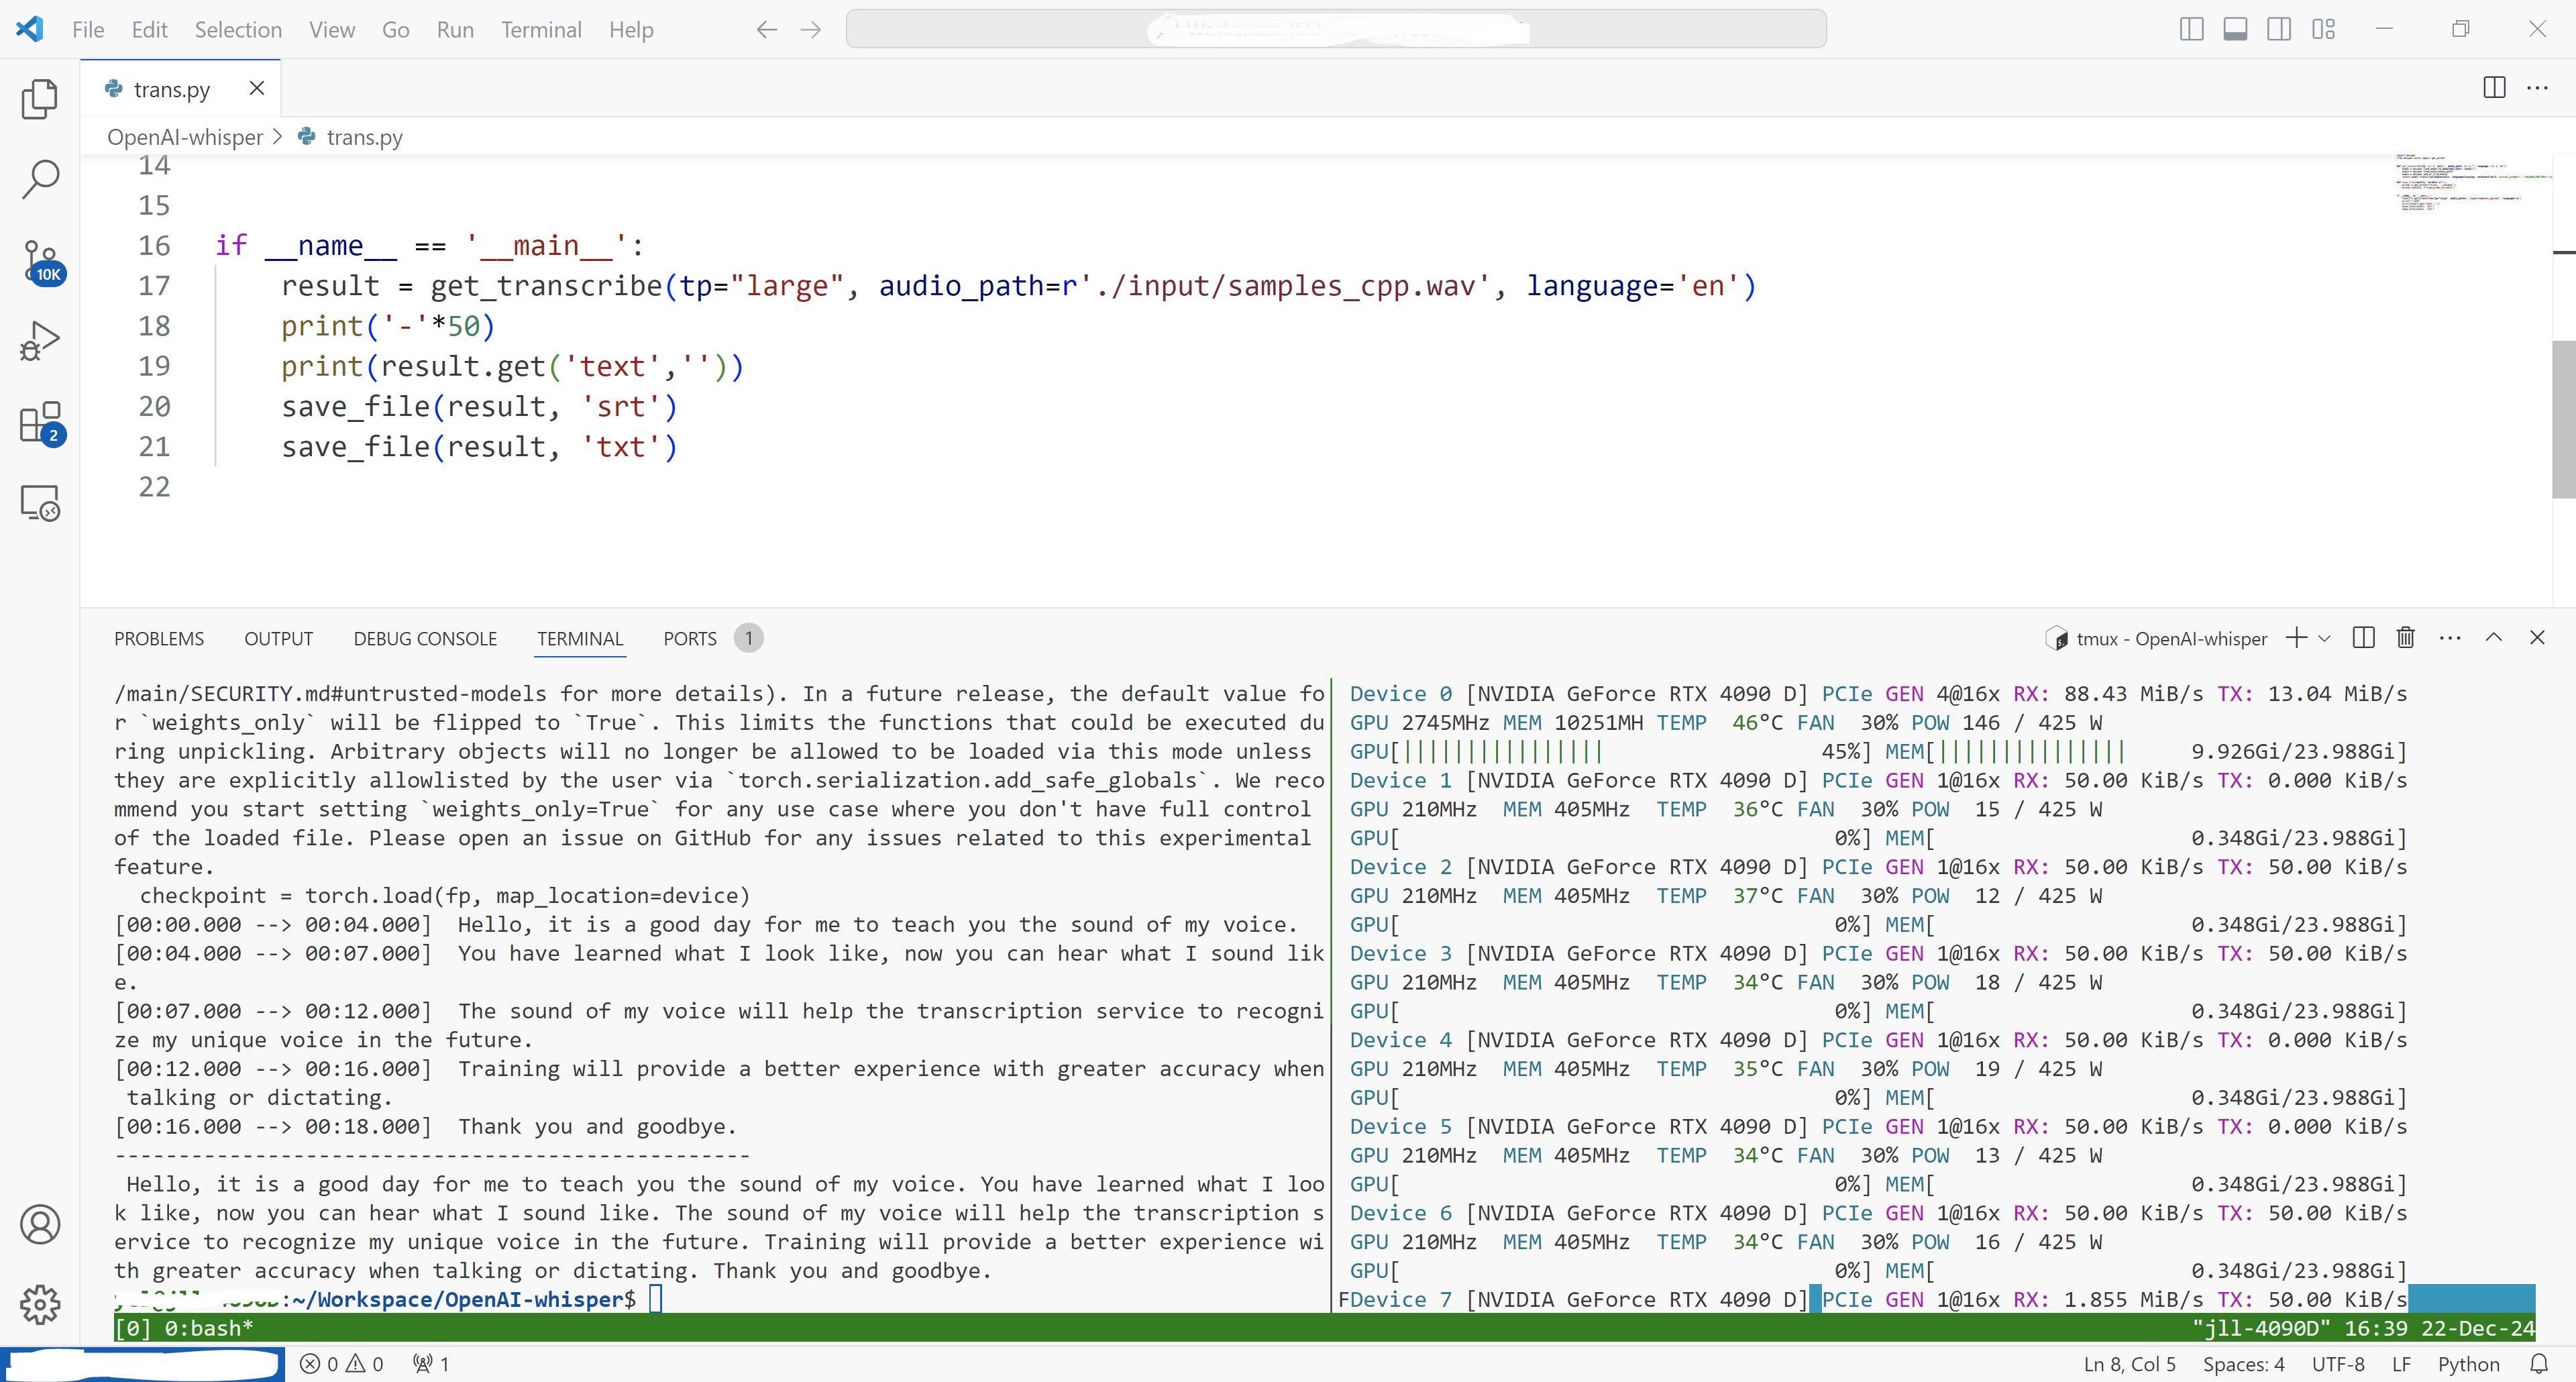 File Edit Selection View Go Run Terminal Help
trans.py
OpenAI-whisper > trans.py
14
15
16 if __name__ == '__main__':
17 result = get_transcribe(tp="large", audio_path=r'./input/samples_cpp.wav', language='en')
18 print('-'*50)
19 print(result.get('text',''))
20 save_file(result, 'srt')
21 save_file(result, 'txt')
22
10K
2
PROBLEMS OUTPUT DEBUG CONSOLE TERMINAL PORTS 1
tmux - OpenAI-whisper
/main/SECURITY.md#untrusted-models for more details). In a future release, the default value fo
r `weights_only` will be flipped to `True`. This limits the functions that could be executed du
ring unpickling. Arbitrary objects will no longer be allowed to be loaded via this mode unless
they are explicitly allowlisted by the user via `torch.serialization.add_safe_globals`. We reco
mmend you start setting `weights_only=True` for any use case where you don't have full control
of the loaded file. Please open an issue on GitHub for any issues related to this experimental
feature.
checkpoint = torch.load(fp, map_location=device)
[00:00.000 --> 00:04.000] Hello, it is a good day for me to teach you the sound of my voice.
[00:04.000 --> 00:07.000] You have learned what I look like, now you can hear what I sound lik
e.
[00:07.000 --> 00:12.000] The sound of my voice will help the transcription service to recogni
ze my unique voice in the future.
[00:12.000 --> 00:16.000] Training will provide a better experience with greater accuracy when
talking or dictating.
[00:16.000 --> 00:18.000] Thank you and goodbye.
--------------------------------------------------
Hello, it is a good day for me to teach you the sound of my voice. You have learned what I loo
k like, now you can hear what I sound like. The sound of my voice will help the transcription s
ervice to recognize my unique voice in the future. Training will provide a better experience wi
th greater accuracy when talking or dictating. Thank you and goodbye.
:~/Workspace/OpenAI-whisper$
Device 0 [NVIDIA GeForce RTX 4090 D] PCIe GEN 4@16x RX: 88.43 MiB/s TX: 13.04 MiB/s
GPU 2745MHz MEM 10251MH TEMP 46°C FAN 30% POW 146 / 425 W
GPU[|||||||||||||||| 45%] MEM[||||||||||||||| 9.926Gi/23.988Gi]
Device 1 [NVIDIA GeForce RTX 4090 D] PCIe GEN 1@16x RX: 50.00 KiB/s TX: 0.000 KiB/s
GPU 210MHz MEM 405MHz TEMP 36°C FAN 30% POW 15 / 425 W
GPU[ 0%] MEM[ 0.348Gi/23.988Gi]
Device 2 [NVIDIA GeForce RTX 4090 D] PCIe GEN 1@16x RX: 50.00 KiB/s TX: 50.00 KiB/s
GPU 210MHz MEM 405MHz TEMP 37°C FAN 30% POW 12 / 425 W
GPU[ 0%] MEM[ 0.348Gi/23.988Gi]
Device 3 [NVIDIA GeForce RTX 4090 D] PCIe GEN 1@16x RX: 50.00 KiB/s TX: 50.00 KiB/s
GPU 210MHz MEM 405MHz TEMP 34°C FAN 30% POW 18 / 425 W
GPU[ 0%] MEM[ 0.348Gi/23.988Gi]
Device 4 [NVIDIA GeForce RTX 4090 D] PCIe GEN 1@16x RX: 50.00 KiB/s TX: 0.000 KiB/s
GPU 210MHz MEM 405MHz TEMP 35°C FAN 30% POW 19 / 425 W
GPU[ 0%] MEM[ 0.348Gi/23.988Gi]
Device 5 [NVIDIA GeForce RTX 4090 D] PCIe GEN 1@16x RX: 50.00 KiB/s TX: 0.000 KiB/s
GPU 210MHz MEM 405MHz TEMP 34°C FAN 30% POW 13 / 425 W
GPU[ 0%] MEM[ 0.348Gi/23.988Gi]
Device 6 [NVIDIA GeForce RTX 4090 D] PCIe GEN 1@16x RX: 50.00 KiB/s TX: 50.00 KiB/s
GPU 210MHz MEM 405MHz TEMP 34°C FAN 30% POW 16 / 425 W
GPU[ 0%] MEM[ 0.348Gi/23.988Gi]
FDevice 7 [NVIDIA GeForce RTX 4090 D] PCIe GEN 1@16x RX: 1.855 MiB/s TX: 50.00 KiB/s
[0] 0:bash* "jll-4090D" 16:39 22-Dec-24
0 0 1 Ln 8, Col 5 Spaces: 4 UTF-8 LF Python